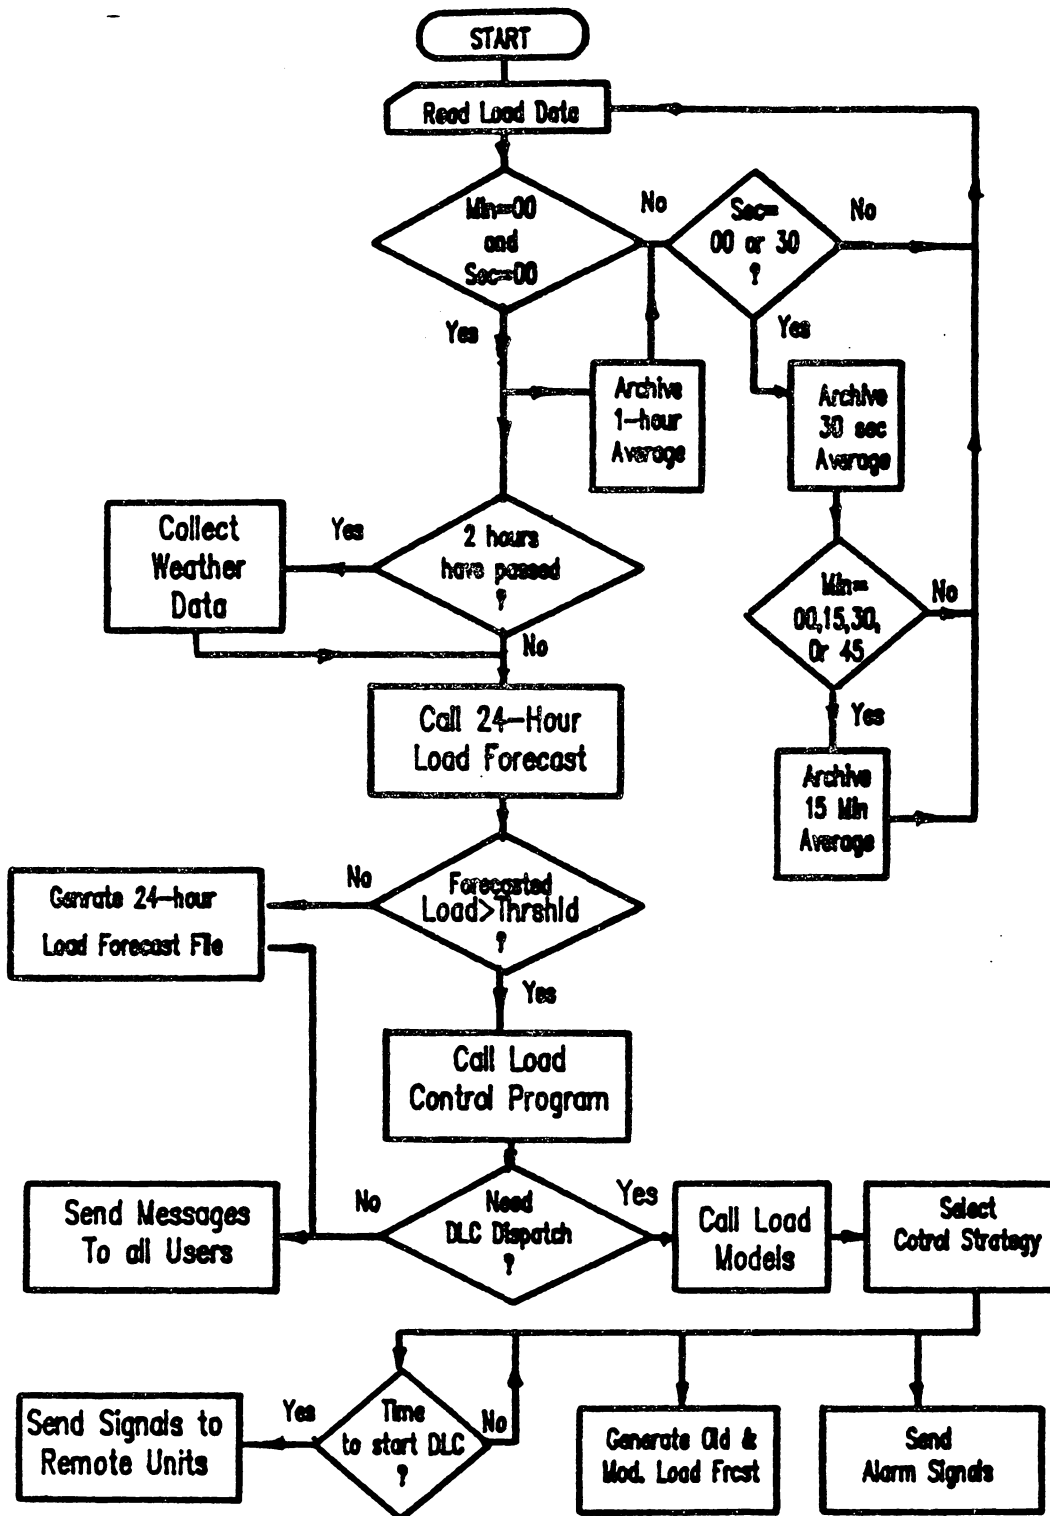 START
Read Load Data
Min=00
and
Sec=00
No
Sec=
00 or 30
?
No
Yes
Yes
Archive
1-hour
Average
Archive
30 sec
Average
Collect
Weather
Data
Yes
2 hours
have passed
?
No
Min=
00,15,30,
Or 45
No
Yes
Call 24-Hour
Load Forecast
Archive
15 Min
Average
Genrate 24-hour
Load Forecast File
No
Forecasted
Load>Thrshld
?
Yes
Call Load
Control Program
Send Messages
To all Users
No
Need
DLC Dispatch
?
Yes
Call Load
Models
Select
Cotrol Strategy
Send Signals to
Remote Units
Yes
Time
to start DLC
?
No
Generate Old &
Mod. Load Frcst
Send
Alarm Signals